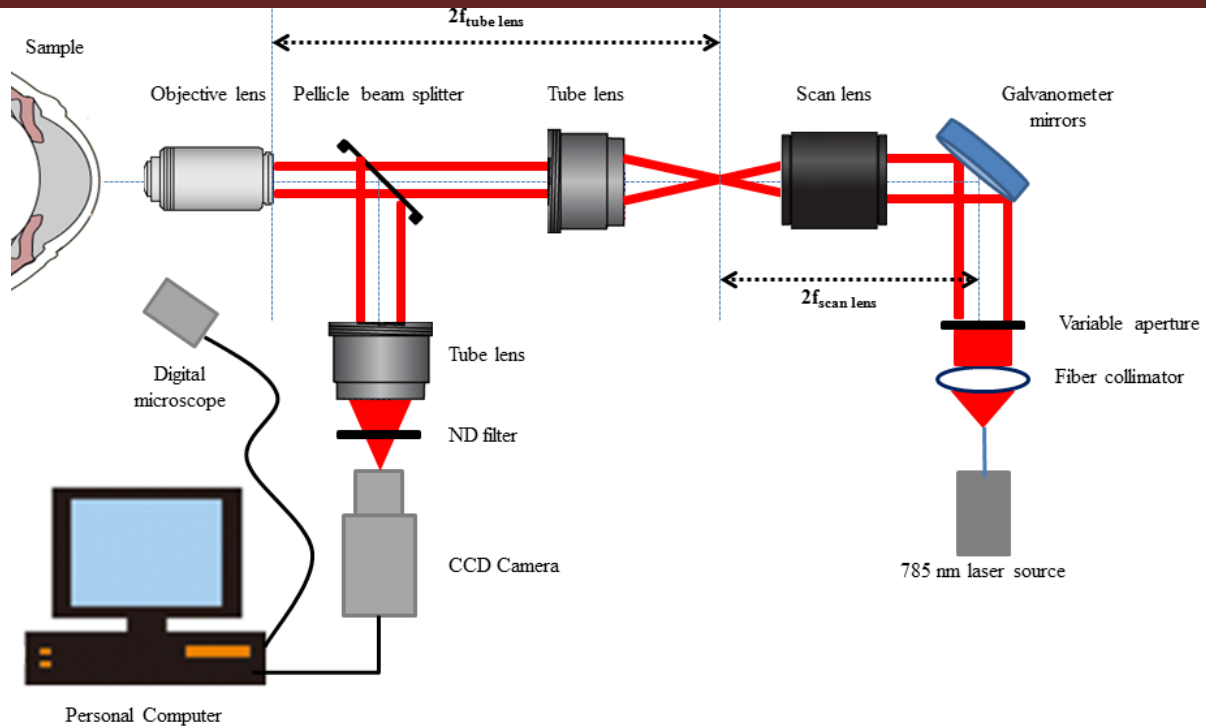 2f tube lens
Sample
Objective lens
Pellicle beam splitter
Tube lens
Scan lens
Galvanometer
mirrors
2f scan lens
Variable aperture
Tube lens
Fiber collimator
Digital
microscope
ND filter
CCD Camera
785 nm laser source
Personal Computer